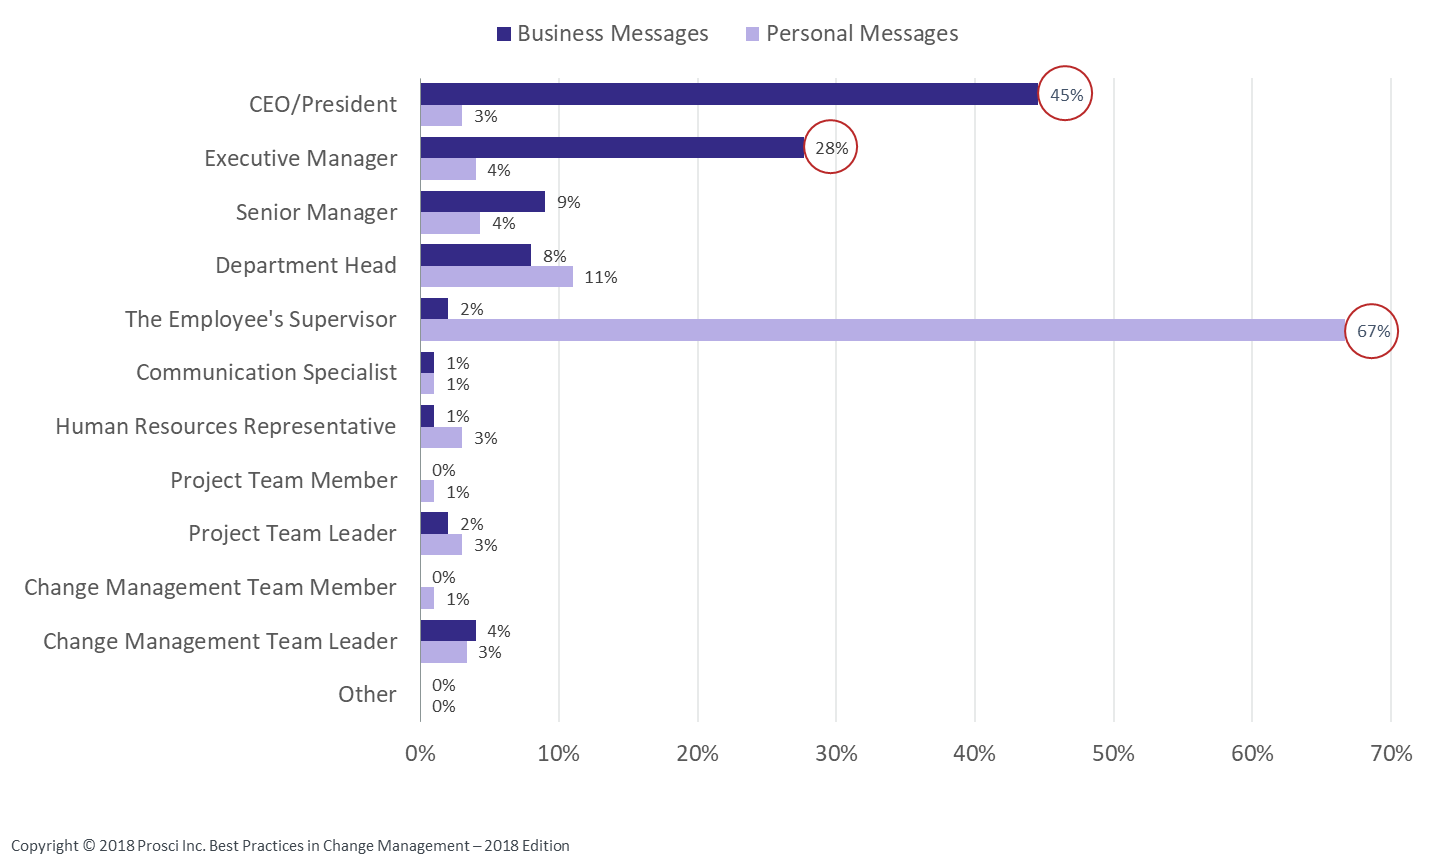 Business Messages Personal Messages
CEO/President 45%
3%
Executive Manager 28%
4%
Senior Manager 9%
4%
Department Head 8%
11%
The Employee's Supervisor 2%
67%
Communication Specialist 1%
1%
Human Resources Representative 1%
3%
Project Team Member 0%
1%
Project Team Leader 2%
3%
Change Management Team Member 0%
1%
Change Management Team Leader 4%
3%
Other 0%
0%
0% 10% 20% 30% 40% 50% 60% 70%
Copyright © 2018 Prosci Inc. Best Practices in Change Management – 2018 Edition